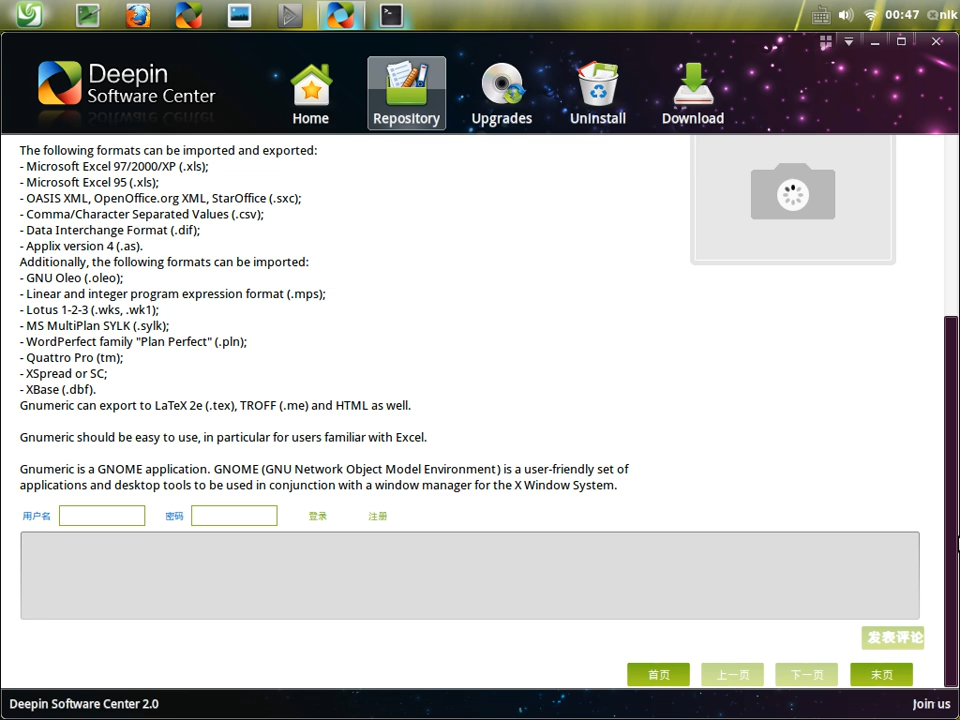 00:47
nik
Deepin
Software Center
Home
Repository
Upgrades
UnInstall
Download
The following formats can be imported and exported:
- Microsoft Excel 97/2000/XP (.xls);
- Microsoft Excel 95 (.xls);
- OASIS XML, OpenOffice.org XML, StarOffice (.sxc);
- Comma/Character Separated Values (.csv);
- Data Interchange Format (.dif);
- Applix version 4 (.as).
Additionally, the following formats can be imported:
- GNU Oleo (.oleo);
- Linear and integer program expression format (.mps);
- Lotus 1-2-3 (.wks, .wk1);
- MS MultiPlan SYLK (.sylk);
- WordPerfect family "Plan Perfect" (.pln);
- Quattro Pro (tm);
- XSpread or SC;
- XBase (.dbf).
Gnumeric can export to LaTeX 2e (.tex), TROFF (.me) and HTML as well.
Gnumeric should be easy to use, in particular for users familiar with Excel.
Gnumeric is a GNOME application. GNOME (GNU Network Object Model Environment) is a user-friendly set of
applications and desktop tools to be used in conjunction with a window manager for the X Window System.
用户名 密码 登录 注册
发表评论
首页 上一页 下一页 末页
Deepin Software Center 2.0
Join us